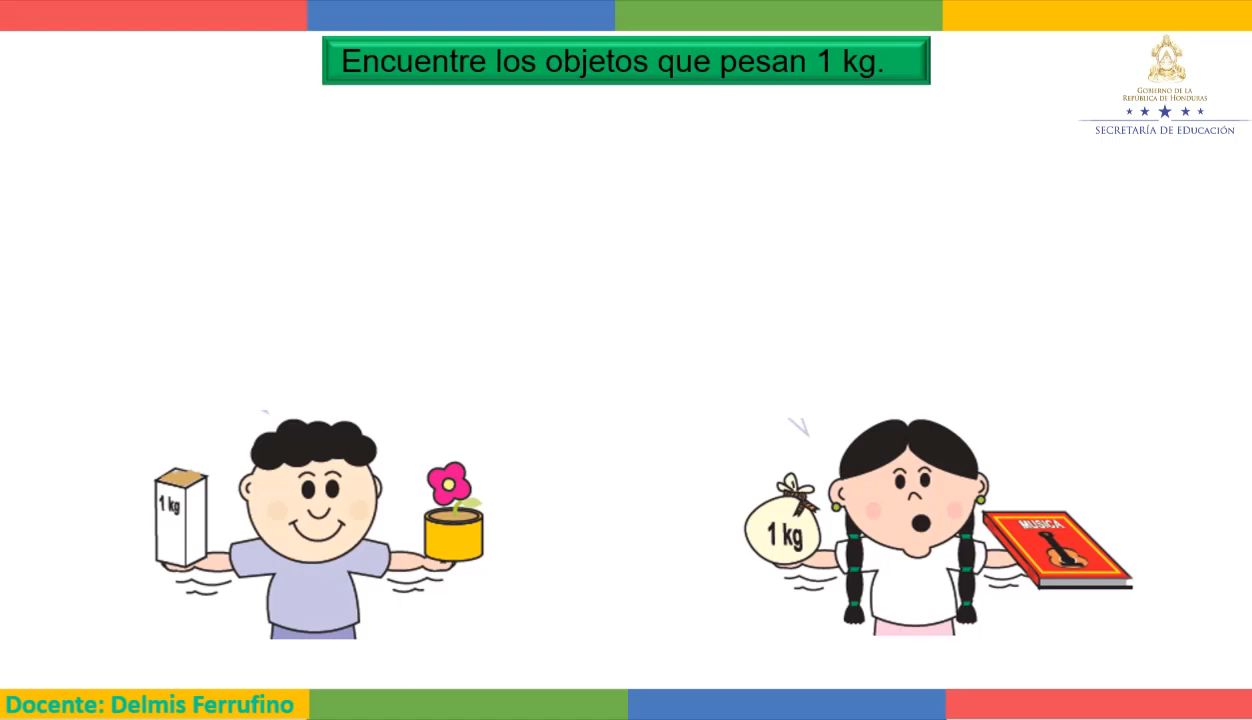 Encuentre los objetos que pesan 1 kg.
GOBIERNO DE LA
REPÚBLICA DE HONDURAS
SECRETARÍA DE EDUCACIÓN
1 kg
1 kg
MUSICA
Docente: Delmis Ferrufino